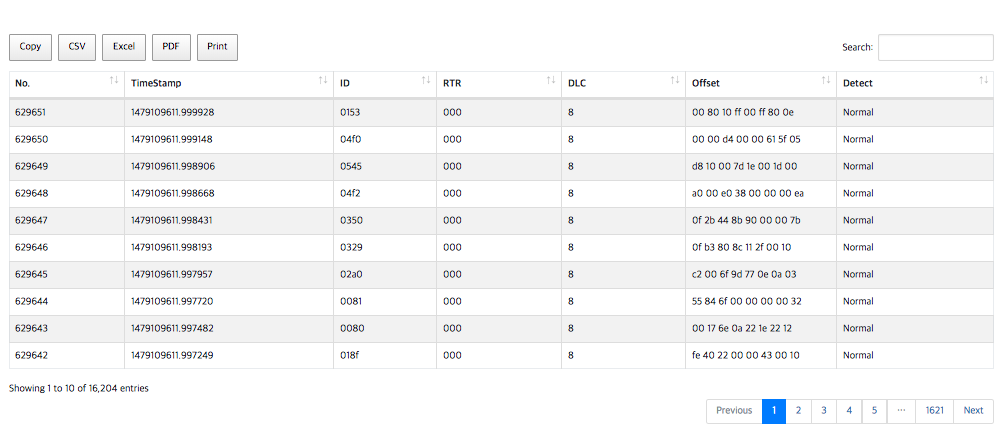 Copy CSV Excel PDF Print Search:
No. TimeStamp ID RTR DLC Offset Detect
629651 1479109611.999928 0153 000 8 00 80 10 ff 00 ff 80 0e Normal
629650 1479109611.999148 04f0 000 8 00 00 d4 00 00 61 5f 05 Normal
629649 1479109611.998906 0545 000 8 d8 10 00 7d 1e 00 1d 00 Normal
629648 1479109611.998668 04f2 000 8 a0 00 e0 38 00 00 00 ea Normal
629647 1479109611.998431 0350 000 8 0f 2b 44 8b 90 00 00 7b Normal
629646 1479109611.998193 0329 000 8 0f b3 80 8c 11 2f 00 10 Normal
629645 1479109611.997957 02a0 000 8 c2 00 6f 9d 77 0e 0a 03 Normal
629644 1479109611.997720 0081 000 8 55 84 6f 00 00 00 00 32 Normal
629643 1479109611.997482 0080 000 8 00 17 6e 0a 22 1e 22 12 Normal
629642 1479109611.997249 018f 000 8 fe 40 22 00 00 43 00 10 Normal
Showing 1 to 10 of 16,204 entries
Previous 1 2 3 4 5 ... 1621 Next